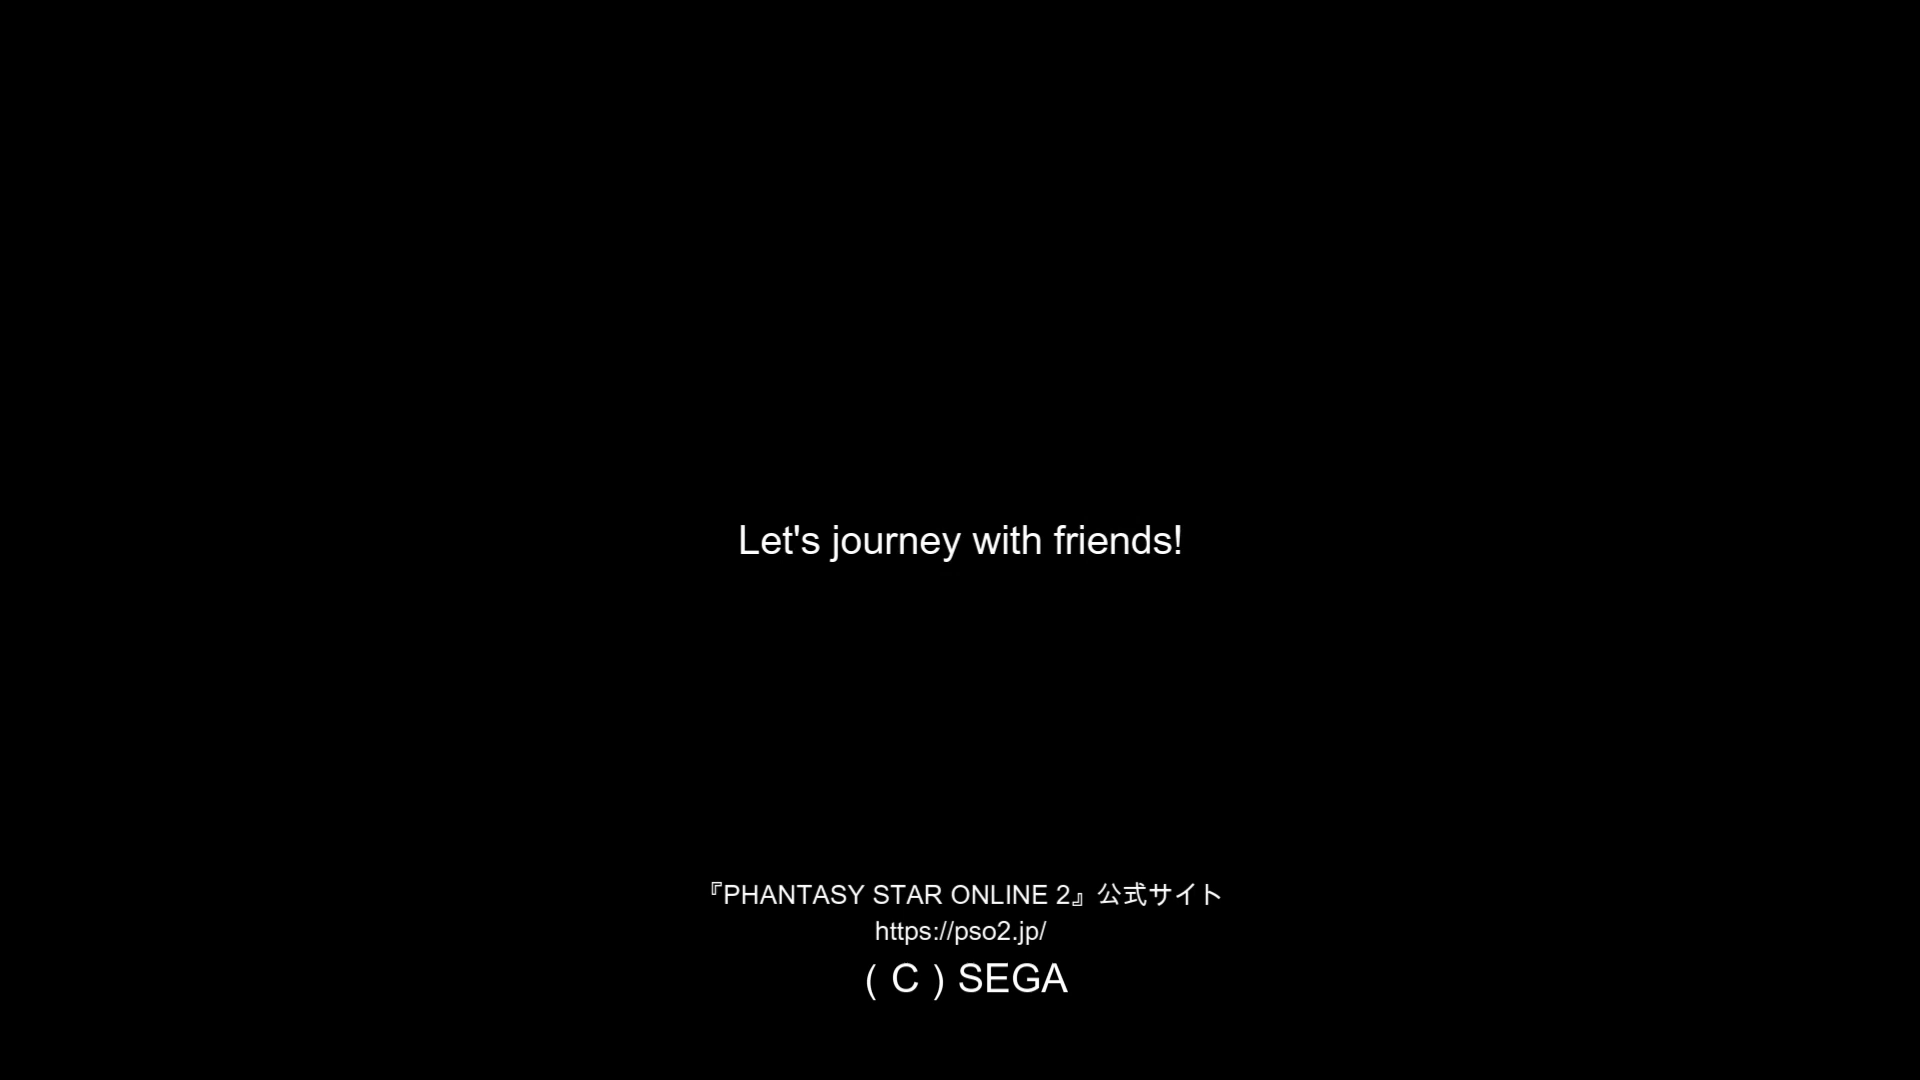 Let's journey with friends!
『PHANTASY STAR ONLINE 2』公式サイト
https://pso2.jp/
( C ) SEGA